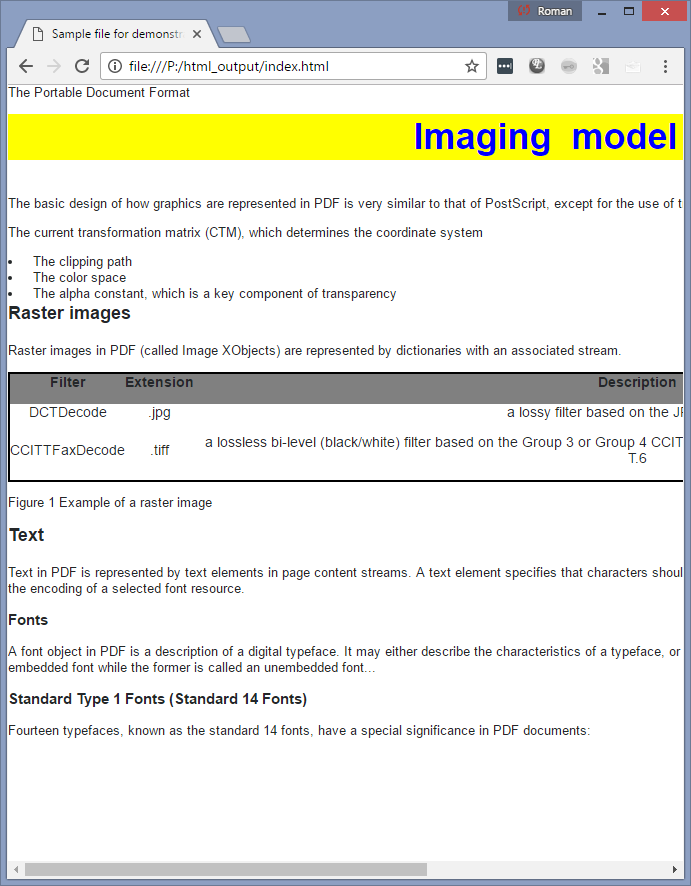 Roman
Sample file for demonstr
file:///P:/html_output/index.html
The Portable Document Format
Imaging model
The basic design of how graphics are represented in PDF is very similar to that of PostScript, except for the use of
The current transformation matrix (CTM), which determines the coordinate system
• The clipping path
• The color space
• The alpha constant, which is a key component of transparency
Raster images
Raster images in PDF (called Image XObjects) are represented by dictionaries with an associated stream.
Filter Extension Description
DCTDecode .jpg a lossy filter based on the
a lossless bi-level (black/white) filter based on the Group 3 or Group 4 CCIT
CCITTFaxDecode .tiff
T.6
Figure 1 Example of a raster image
Text
Text in PDF is represented by text elements in page content streams. A text element specifies that characters shoul
the encoding of a selected font resource.
Fonts
A font object in PDF is a description of a digital typeface. It may either describe the characteristics of a typeface, or
embedded font while the former is called an unembedded font...
Standard Type 1 Fonts (Standard 14 Fonts)
Fourteen typefaces, known as the standard 14 fonts, have a special significance in PDF documents: